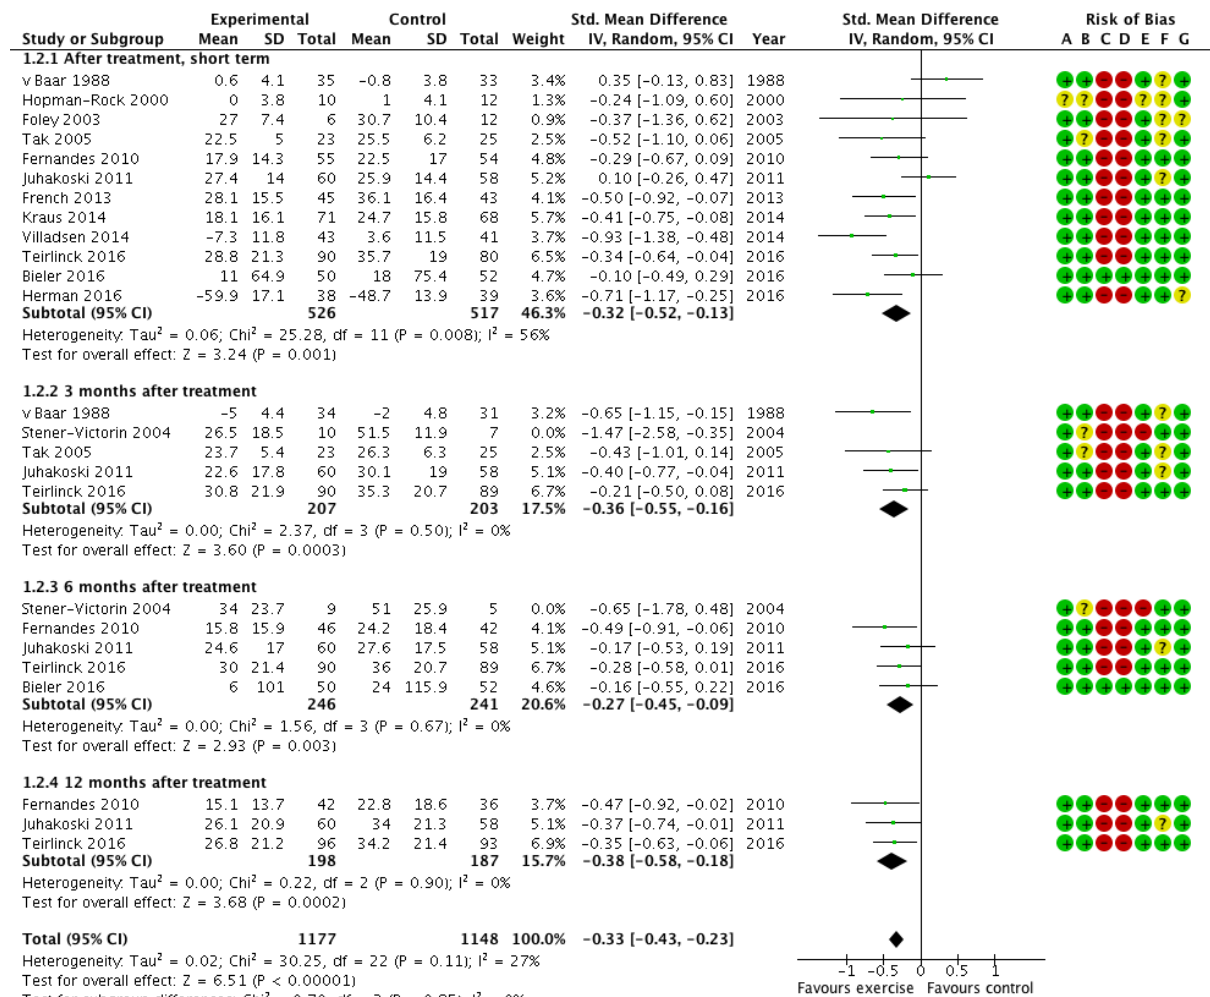 Experimental Control Std. Mean Difference Std. Mean Difference Risk of Bias
Study or Subgroup Mean SD Total Mean SD Total Weight IV, Random, 95% CI Year IV, Random, 95% CI A B C D E F G
1.2.1 After treatment, short term
v Baar 1988 0.6 4.1 35 -0.8 3.8 33 3.4% 0.35 [-0.13, 0.83] 1988 + + - - + ? +
Hopman-Rock 2000 0 3.8 10 1 4.1 12 1.3% -0.24 [-1.09, 0.60] 2000 ? ? - - ? ? +
Foley 2003 27 7.4 6 30.7 10.4 12 0.9% -0.37 [-1.36, 0.62] 2003 + + - - + ? ?
Tak 2005 22.5 5 23 25.5 6.2 25 2.5% -0.52 [-1.10, 0.06] 2005 + ? - - + ? +
Fernandes 2010 17.9 14.3 55 22.5 17 54 4.8% -0.29 [-0.67, 0.09] 2010 + + - - + + +
Juhakoski 2011 27.4 14 60 25.9 14.4 58 5.2% 0.10 [-0.26, 0.47] 2011 + + - - + ? +
French 2013 28.1 15.5 45 36.1 16.4 43 4.1% -0.50 [-0.92, -0.07] 2013 + + - - + + +
Kraus 2014 18.1 16.1 71 24.7 15.8 68 5.7% -0.41 [-0.75, -0.08] 2014 + + - - + + +
Villadsen 2014 -7.3 11.8 43 3.6 11.5 41 3.7% -0.93 [-1.38, -0.48] 2014 + + - - + + +
Teirlinck 2016 28.8 21.3 90 35.7 19 80 6.5% -0.34 [-0.64, -0.04] 2016 + + - - + + +
Bieler 2016 11 64.9 50 18 75.4 52 4.7% -0.10 [-0.49, 0.29] 2016 + + + + + + +
Herman 2016 -59.9 17.1 38 -48.7 13.9 39 3.6% -0.71 [-1.17, -0.25] 2016 + + - - + + ?
Subtotal (95% CI) 526 517 46.3% -0.32 [-0.52, -0.13]
Heterogeneity: Tau² = 0.06; Chi² = 25.28, df = 11 (P = 0.008); I² = 56%
Test for overall effect: Z = 3.24 (P = 0.001)
1.2.2 3 months after treatment
v Baar 1988 -5 4.4 34 -2 4.8 31 3.2% -0.65 [-1.15, -0.15] 1988 + + - - + ? +
Stener-Victorin 2004 26.5 18.5 10 51.5 11.9 7 0.0% -1.47 [-2.58, -0.35] 2004 + ? - - - + +
Tak 2005 23.7 5.4 23 26.3 6.3 25 2.5% -0.43 [-1.01, 0.14] 2005 + ? - - + ? +
Juhakoski 2011 22.6 17.8 60 30.1 19 58 5.1% -0.40 [-0.77, -0.04] 2011 + + - - + ? +
Teirlinck 2016 30.8 21.9 90 35.3 20.7 89 6.7% -0.21 [-0.50, 0.08] 2016 + + - - + + +
Subtotal (95% CI) 207 203 17.5% -0.36 [-0.55, -0.16]
Heterogeneity: Tau² = 0.00; Chi² = 2.37, df = 3 (P = 0.50); I² = 0%
Test for overall effect: Z = 3.60 (P = 0.0003)
1.2.3 6 months after treatment
Stener-Victorin 2004 34 23.7 9 51 25.9 5 0.0% -0.65 [-1.78, 0.48] 2004 + ? - - - + +
Fernandes 2010 15.8 15.9 46 24.2 18.4 42 4.1% -0.49 [-0.91, -0.06] 2010 + + - - + + +
Juhakoski 2011 24.6 17 60 27.6 17.5 58 5.1% -0.17 [-0.53, 0.19] 2011 + + - - + ? +
Teirlinck 2016 30 21.4 90 36 20.7 89 6.7% -0.28 [-0.58, 0.01] 2016 + + - - + + +
Bieler 2016 6 101 50 24 115.9 52 4.6% -0.16 [-0.55, 0.22] 2016 + + + + + + +
Subtotal (95% CI) 246 241 20.6% -0.27 [-0.45, -0.09]
Heterogeneity: Tau² = 0.00; Chi² = 1.56, df = 3 (P = 0.67); I² = 0%
Test for overall effect: Z = 2.93 (P = 0.003)
1.2.4 12 months after treatment
Fernandes 2010 15.1 13.7 42 22.8 18.6 36 3.7% -0.47 [-0.92, -0.02] 2010 + + - - + + +
Juhakoski 2011 26.1 20.9 60 34 21.3 58 5.1% -0.37 [-0.74, -0.01] 2011 + + - - + ? +
Teirlinck 2016 26.8 21.2 96 34.2 21.4 93 6.9% -0.35 [-0.63, -0.06] 2016 + + - - + + +
Subtotal (95% CI) 198 187 15.7% -0.38 [-0.58, -0.18]
Heterogeneity: Tau² = 0.00; Chi² = 0.22, df = 2 (P = 0.90); I² = 0%
Test for overall effect: Z = 3.68 (P = 0.0002)
Total (95% CI) 1177 1148 100.0% -0.33 [-0.43, -0.23]
Heterogeneity: Tau² = 0.02; Chi² = 30.25, df = 22 (P = 0.11); I² = 27%
Test for overall effect: Z = 6.51 (P < 0.00001)
-1 -0.5 0 0.5 1
Favours exercise Favours control